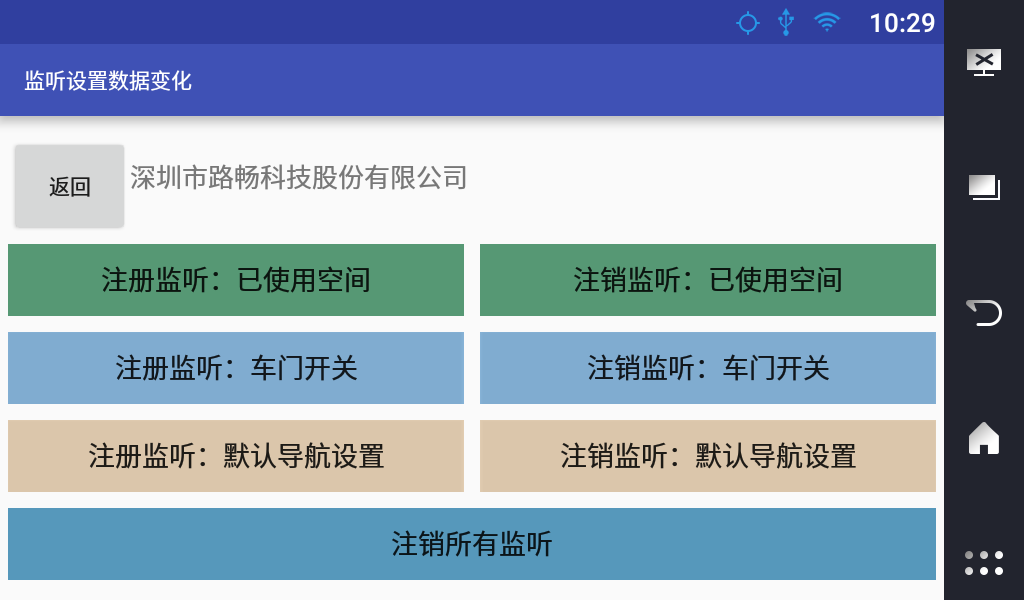 10:29
监听设置数据变化
返回
深圳市路畅科技股份有限公司
注册监听：已使用空间
注销监听：已使用空间
注册监听：车门开关
注销监听：车门开关
注册监听：默认导航设置
注销监听：默认导航设置
注销所有监听